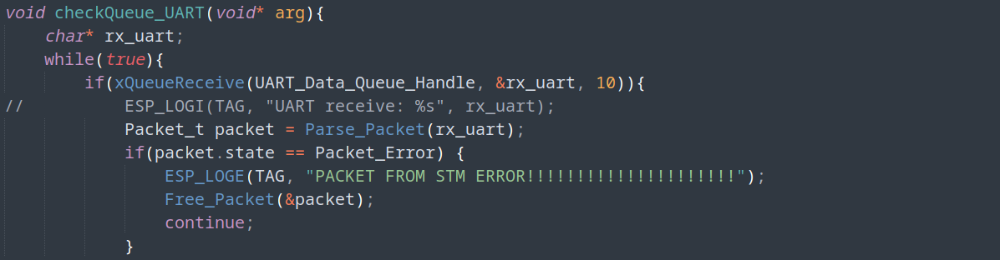 void checkQueue_UART(void* arg){
    char* rx_uart;
    while(true){
        if(xQueueReceive(UART_Data_Queue_Handle, &rx_uart, 10)){
//          ESP_LOGI(TAG, "UART receive: %s", rx_uart);
            Packet_t packet = Parse_Packet(rx_uart);
            if(packet.state == Packet_Error) {
                ESP_LOGE(TAG, "PACKET FROM STM ERROR!!!!!!!!!!!!!!!!!!!!!");
                Free_Packet(&packet);
                continue;
            }